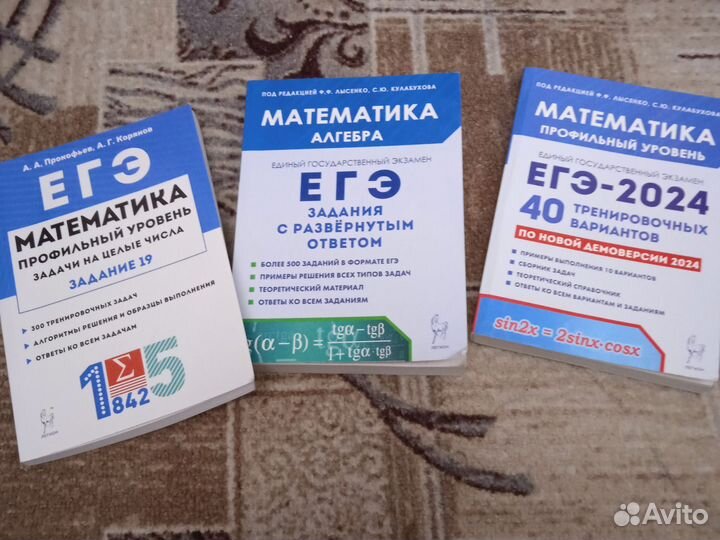 А. А. Прокофьев, А. Г. Корянов
ЕГЭ
МАТЕМАТИКА
ПРОФИЛЬНЫЙ УРОВЕНЬ
ЗАДАЧИ НА ЦЕЛЫЕ ЧИСЛА
ЗАДАНИЕ 19
300 ТРЕНИРОВОЧНЫХ ЗАДАЧ
АЛГОРИТМЫ РЕШЕНИЯ И ОБРАЗЦЫ ВЫПОЛНЕНИЯ
ОТВЕТЫ КО ВСЕМ ЗАДАЧАМ
1Σ5
842
ЛЕГИОН
ПОД РЕДАКЦИЕЙ Ф.Ф. ЛЫСЕНКО, С.Ю. КУЛАБУХОВА
МАТЕМАТИКА
АЛГЕБРА
ЕДИНЫЙ ГОСУДАРСТВЕННЫЙ ЭКЗАМЕН
ЕГЭ
ЗАДАНИЯ
С РАЗВЁРНУТЫМ
ОТВЕТОМ
БОЛЕЕ 500 ЗАДАНИЙ В ФОРМАТЕ ЕГЭ
ПРИМЕРЫ РЕШЕНИЯ ВСЕХ ТИПОВ ЗАДАЧ
ТЕОРЕТИЧЕСКИЙ МАТЕРИАЛ
ОТВЕТЫ КО ВСЕМ ЗАДАНИЯМ
g(α-β) = tgα-tgβ
1+tgα·tgβ
ЛЕГИОН
ПОД РЕДАКЦИЕЙ Ф.Ф. ЛЫСЕНКО, С.Ю. КУЛАБУХОВА
МАТЕМАТИКА
ПРОФИЛЬНЫЙ УРОВЕНЬ
ЕДИНЫЙ ГОСУДАРСТВЕННЫЙ ЭКЗАМЕН
ЕГЭ-2024
40 ТРЕНИРОВОЧНЫХ
ВАРИАНТОВ
ПО НОВОЙ ДЕМОВЕРСИИ 2024
ПРИМЕРЫ ВЫПОЛНЕНИЯ 10 ВАРИАНТОВ
СБОРНИК ЗАДАЧ
ТЕОРЕТИЧЕСКИЙ СПРАВОЧНИК
ОТВЕТЫ КО ВСЕМ ВАРИАНТАМ И ЗАДАНИЯМ
sin2x = 2sinx·cosx
ЛЕГИОН
Avito